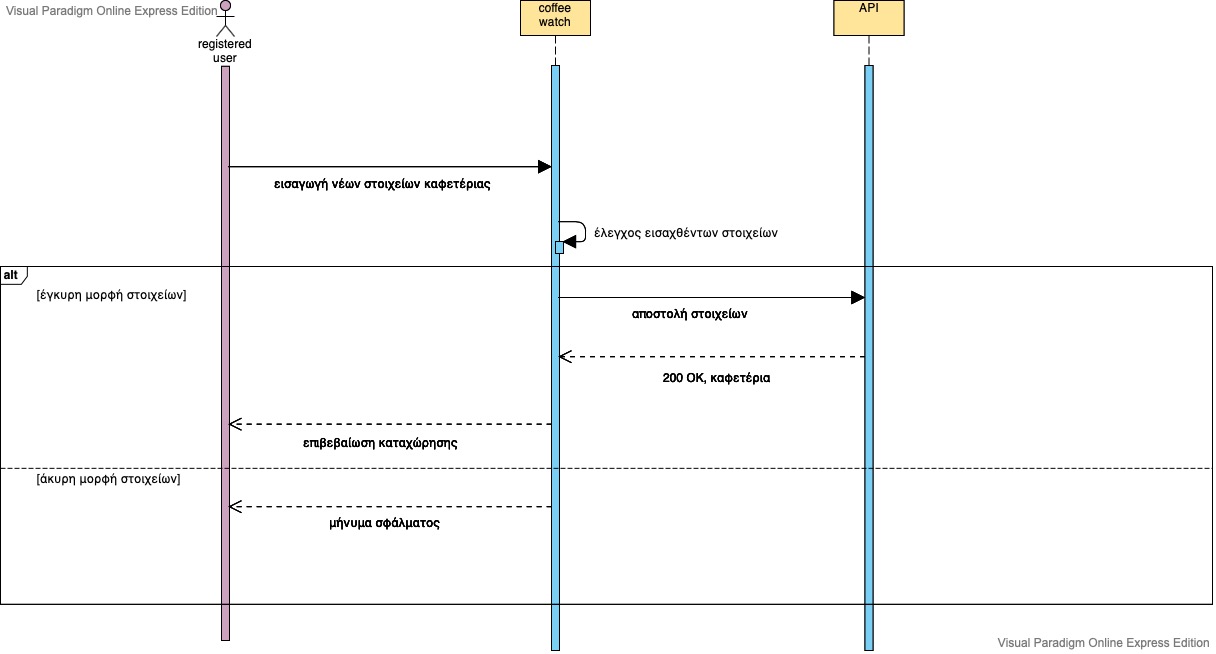 Visual Paradigm Online Express Edition
registered
user
coffee
watch
API
εισαγωγή νέων στοιχείων καφετέριας
έλεγχος εισαχθέντων στοιχείων
alt
[έγκυρη μορφή στοιχείων]
αποστολή στοιχείων
200 OK, καφετέρια
επιβεβαίωση καταχώρησης
[άκυρη μορφή στοιχείων]
μήνυμα σφάλματος
Visual Paradigm Online Express Edition